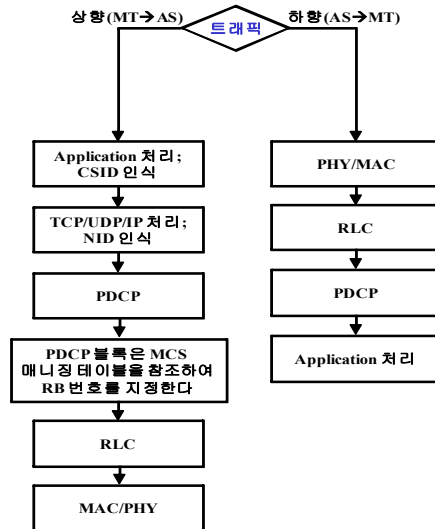 상향(MT→AS)
트래픽
하향(AS→MT)
Application 처리;
CSID 인식
TCP/UDP/IP 처리;
NID 인식
PDCP
PDCP 블록은 MCS
매니징 테이블을 참조하여
RB 번호를 지정한다
RLC
MAC/PHY
PHY/MAC
RLC
PDCP
Application 처리